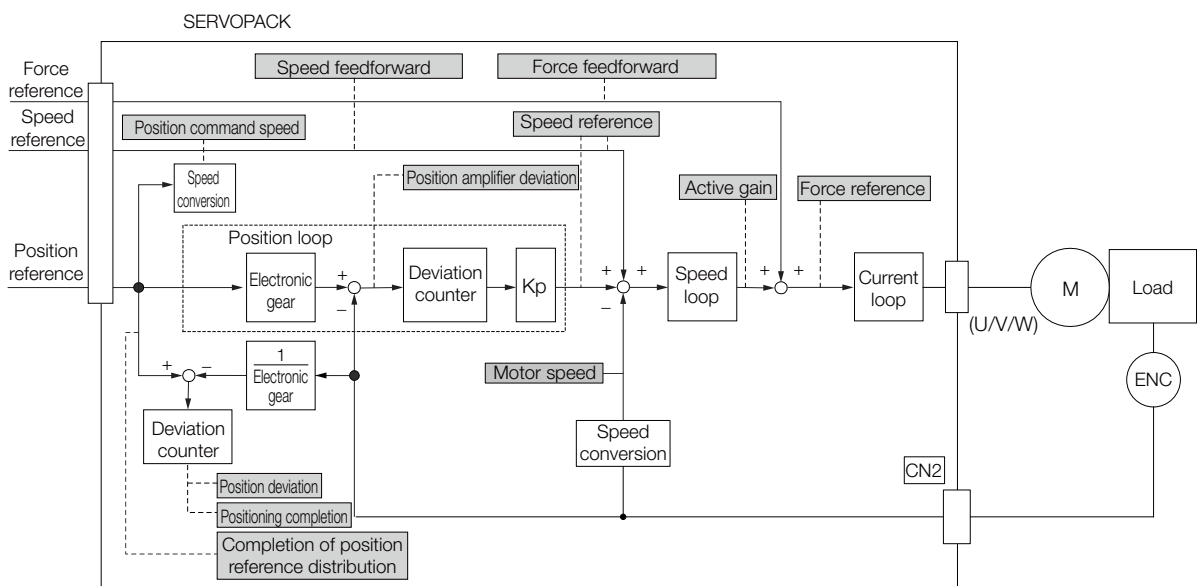 SERVOPACK
Force
reference
Speed
reference
Position
reference
Speed feedforward
Force feedforward
Position command speed
Speed reference
Speed
conversion
Position amplifier deviation
Active gain
Force reference
Position loop
Electronic
gear
+
−
Deviation
counter
Kp
+
+
−
Speed
loop
+
+
Current
loop
(U/V/W)
M
Load
ENC
+
−
1
Electronic
gear
Motor speed
Deviation
counter
Speed
conversion
CN2
Position deviation
Positioning completion
Completion of position
reference distribution